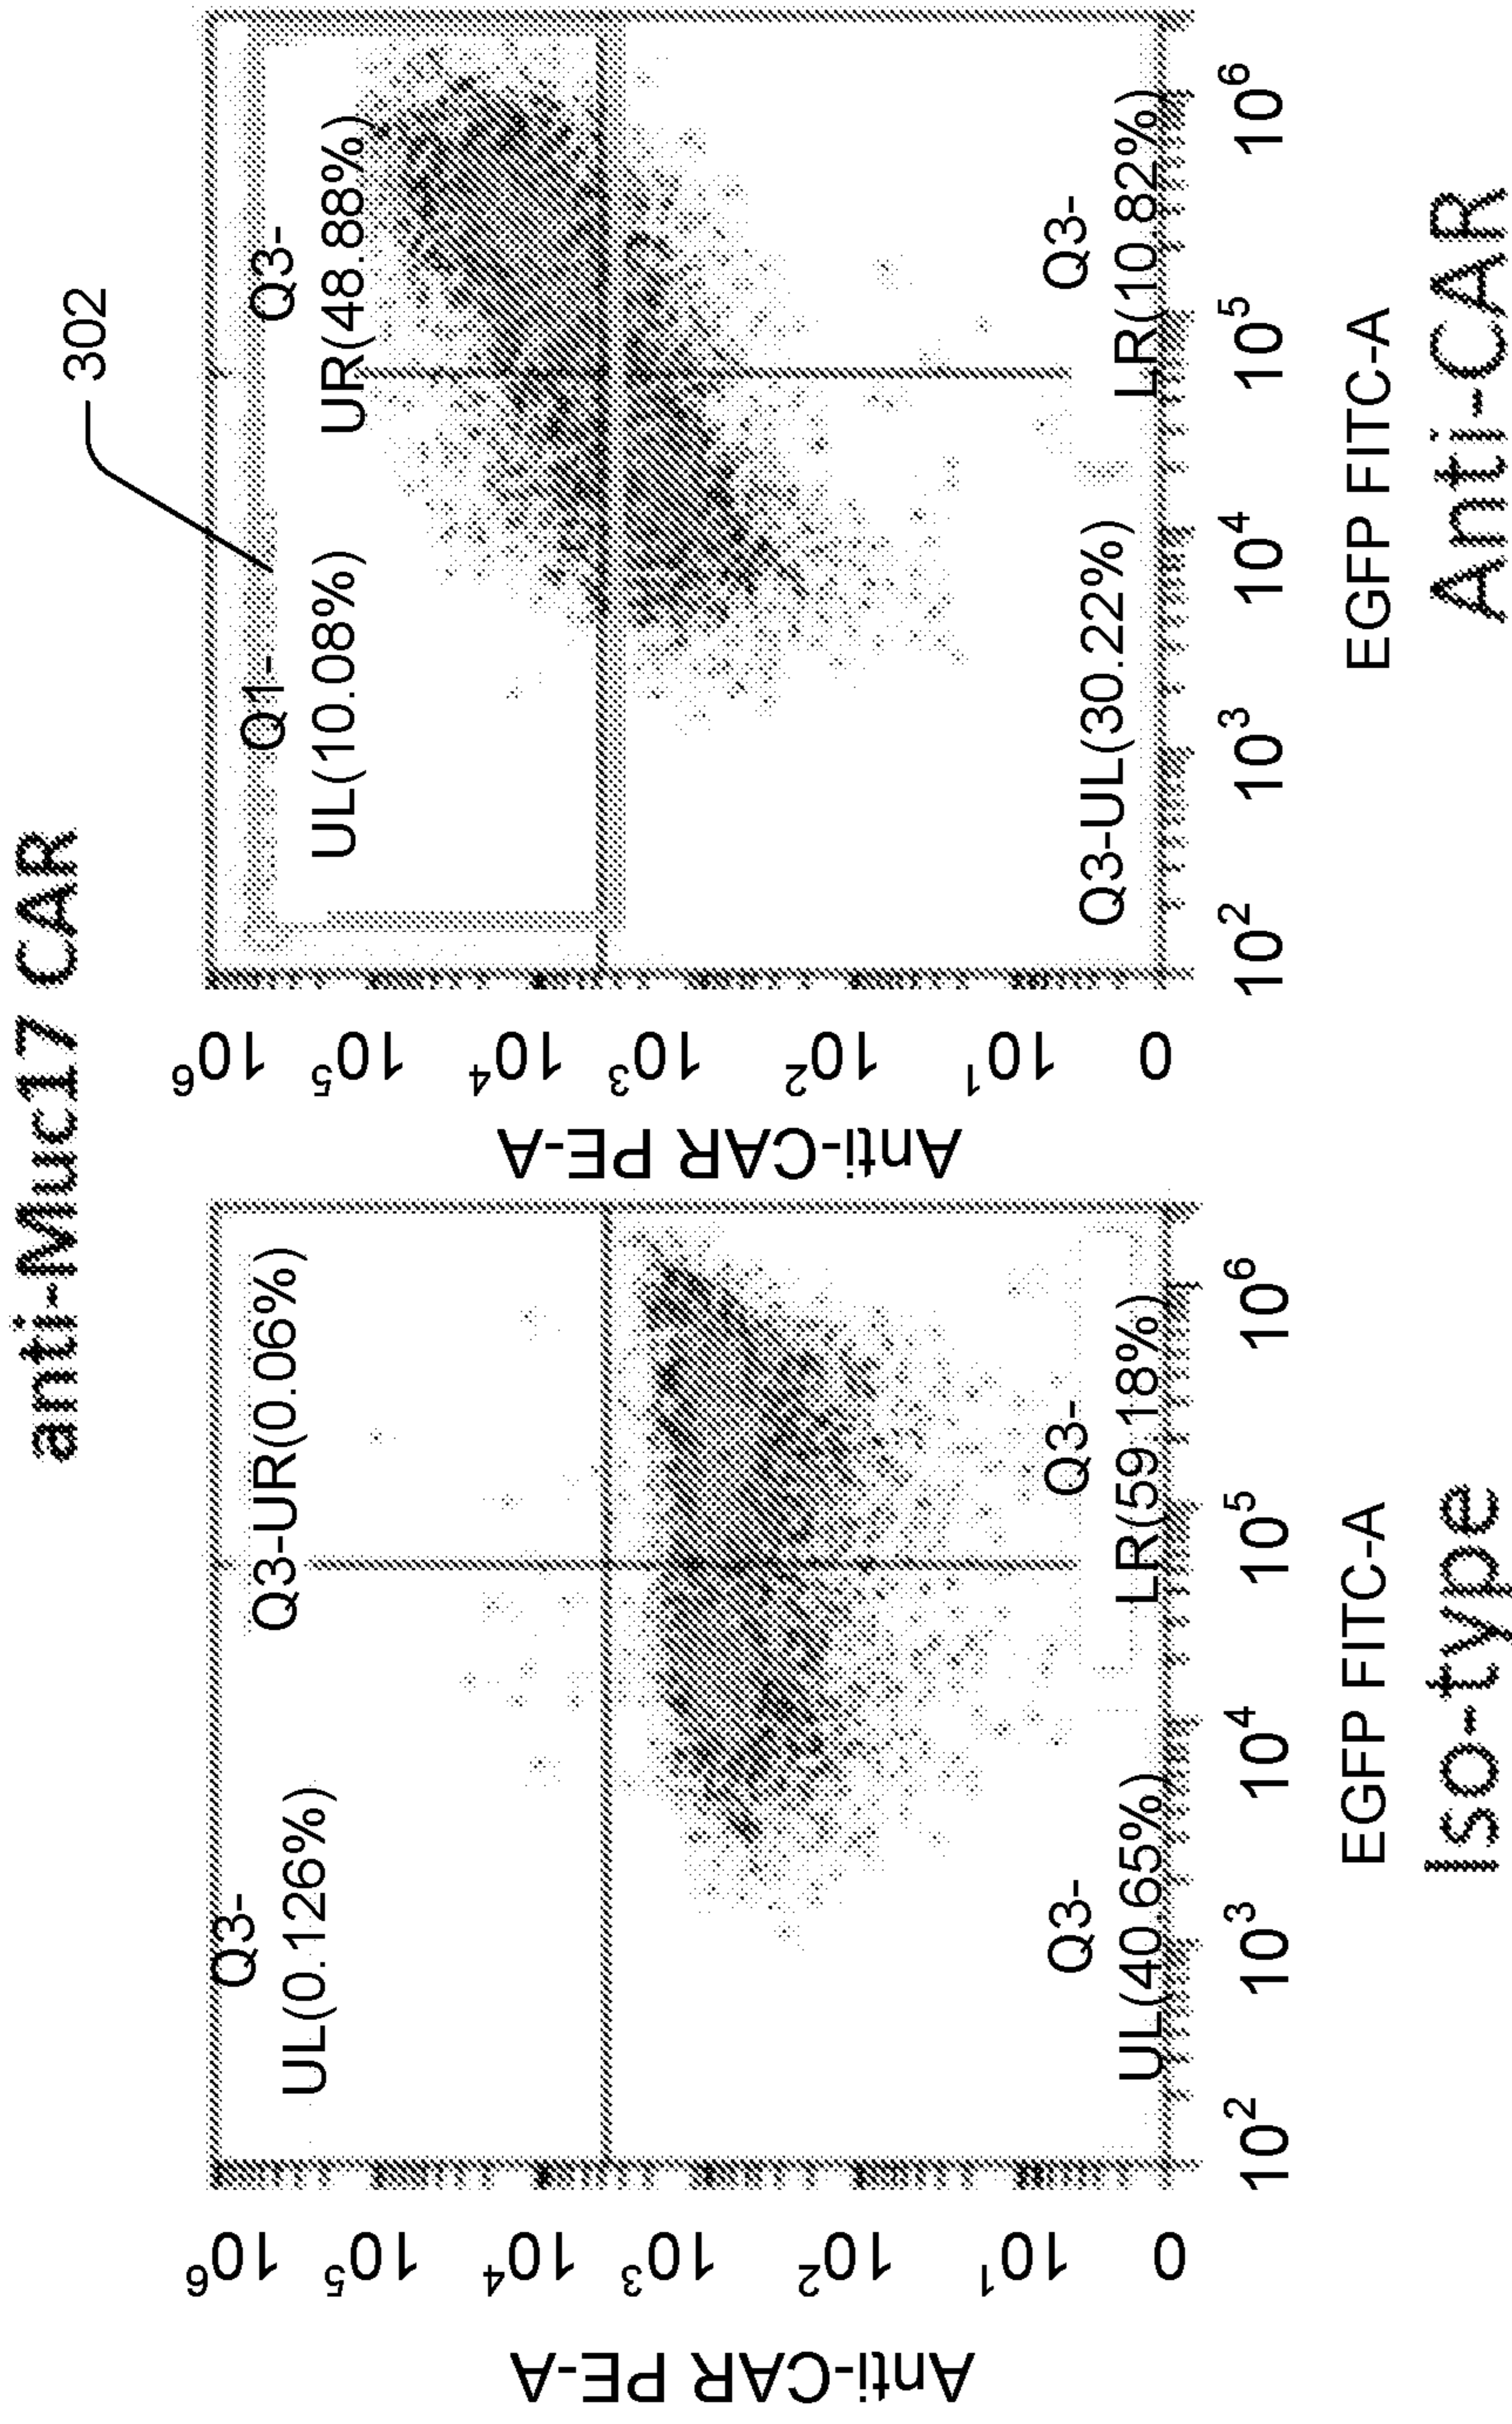 anti-Muc17 CAR
302
Anti-CAR PE-A
10⁶
10⁵
10⁴
10³
10²
10¹
0
Q3-
UL(0.126%)
Q3-UR(0.06%)
Q3-
UL(40.65%)
Q3-
LR(59.18%)
10² 10³ 10⁴ 10⁵ 10⁶
EGFP FITC-A
Iso-type
Anti-CAR PE-A
10⁶
10⁵
10⁴
10³
10²
10¹
0
Q1-
UL(10.08%)
Q3-
UR(48.88%)
Q3-UL(30.22%)
Q3-
LR(10.82%)
10² 10³ 10⁴ 10⁵ 10⁶
EGFP FITC-A
Anti-CAR